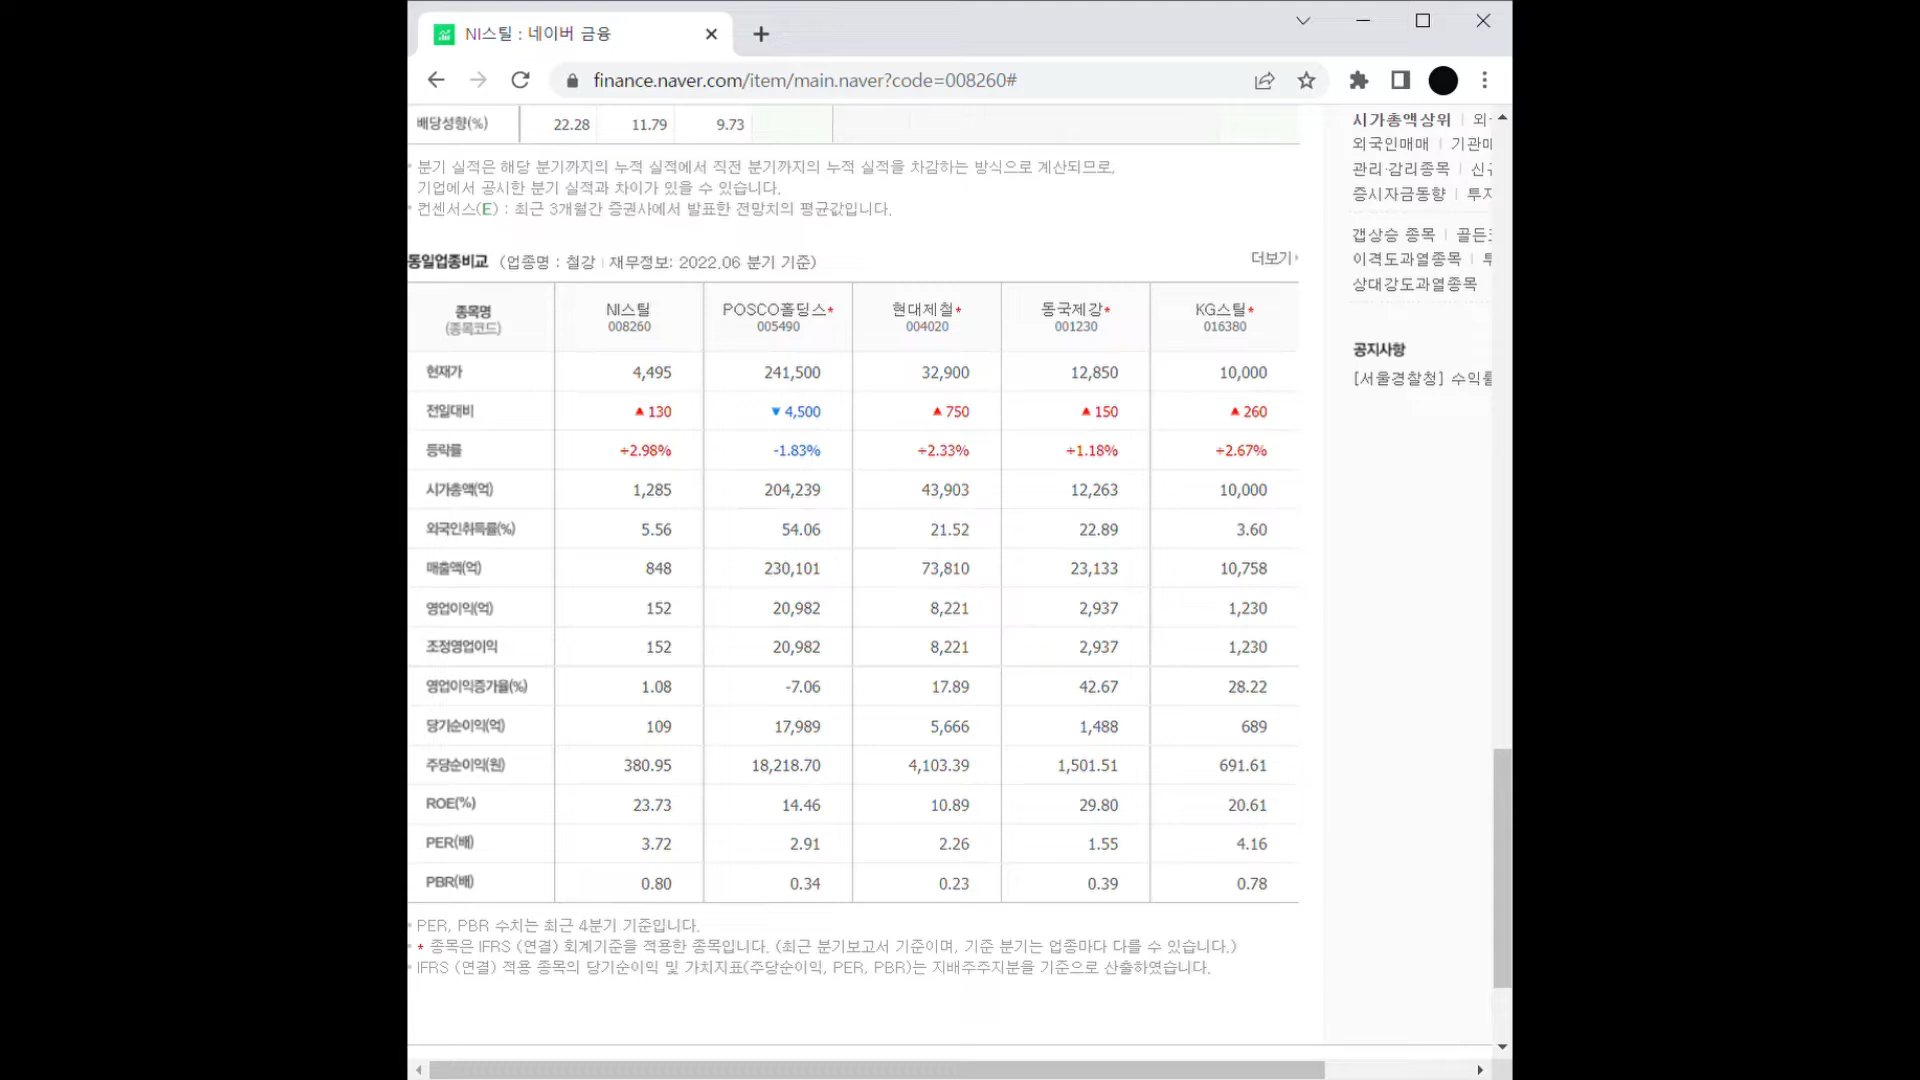 NI스틸 : 네이버 금융
finance.naver.com/item/main.naver?code=008260#
배당성향(%) 22.28 11.79 9.73
분기 실적은 해당 분기까지의 누적 실적에서 직전 분기까지의 누적 실적을 차감하는 방식으로 계산되므로,
기업에서 공시한 분기 실적과 차이가 있을 수 있습니다.
컨센서스(E) : 최근 3개월간 증권사에서 발표한 전망치의 평균값입니다.
동일업종비교 (업종명 : 철강 | 재무정보: 2022.06 분기 기준) 더보기
종목명 NI스틸 POSCO홀딩스* 현대제철* 동국제강* KG스틸*
(종목코드) 008260 005490 004020 001230 016380
현재가 4,495 241,500 32,900 12,850 10,000
전일대비 ▲130 ▼4,500 ▲750 ▲150 ▲260
등락률 +2.98% -1.83% +2.33% +1.18% +2.67%
시가총액(억) 1,285 204,239 43,903 12,263 10,000
외국인취득률(%) 5.56 54.06 21.52 22.89 3.60
매출액(억) 848 230,101 73,810 23,133 10,758
영업이익(억) 152 20,982 8,221 2,937 1,230
조정영업이익 152 20,982 8,221 2,937 1,230
영업이익증가율(%) 1.08 -7.06 17.89 42.67 28.22
당기순이익(억) 109 17,989 5,666 1,488 689
주당순이익(원) 380.95 18,218.70 4,103.39 1,501.51 691.61
ROE(%) 23.73 14.46 10.89 29.80 20.61
PER(배) 3.72 2.91 2.26 1.55 4.16
PBR(배) 0.80 0.34 0.23 0.39 0.78
PER, PBR 수치는 최근 4분기 기준입니다.
* 종목은 IFRS (연결) 회계기준을 적용한 종목입니다. (최근 분기보고서 기준이며, 기준 분기는 업종마다 다를 수 있습니다.)
IFRS (연결) 적용 종목의 당기순이익 및 가치지표(주당순이익, PER, PBR)는 지배주주지분을 기준으로 산출하였습니다.
시가총액상위 | 외
외국인매매 | 기관
관리·감리종목 | 신
증시자금동향 | 투자
갭상승 종목 | 골든
이격도과열종목 | 투
상대강도과열종목
공지사항
[서울경찰청] 수익률